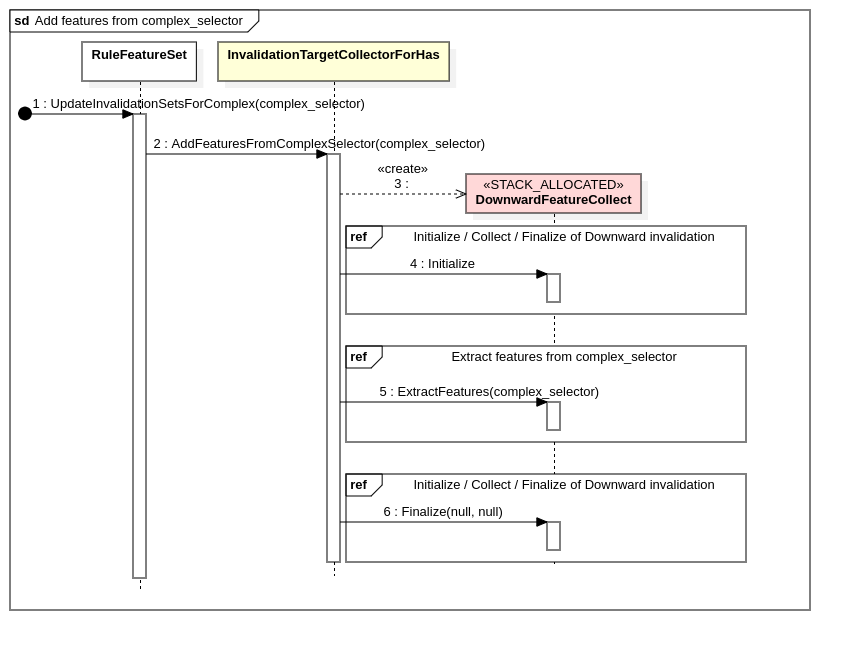 sd Add features from complex_selector
RuleFeatureSet
InvalidationTargetCollectorForHas
1 : UpdateInvalidationSetsForComplex(complex_selector)
2 : AddFeaturesFromComplexSelector(complex_selector)
«create»
3 :
«STACK_ALLOCATED»
DownwardFeatureCollect
ref Initialize / Collect / Finalize of Downward invalidation
4 : Initialize
ref Extract features from complex_selector
5 : ExtractFeatures(complex_selector)
ref Initialize / Collect / Finalize of Downward invalidation
6 : Finalize(null, null)